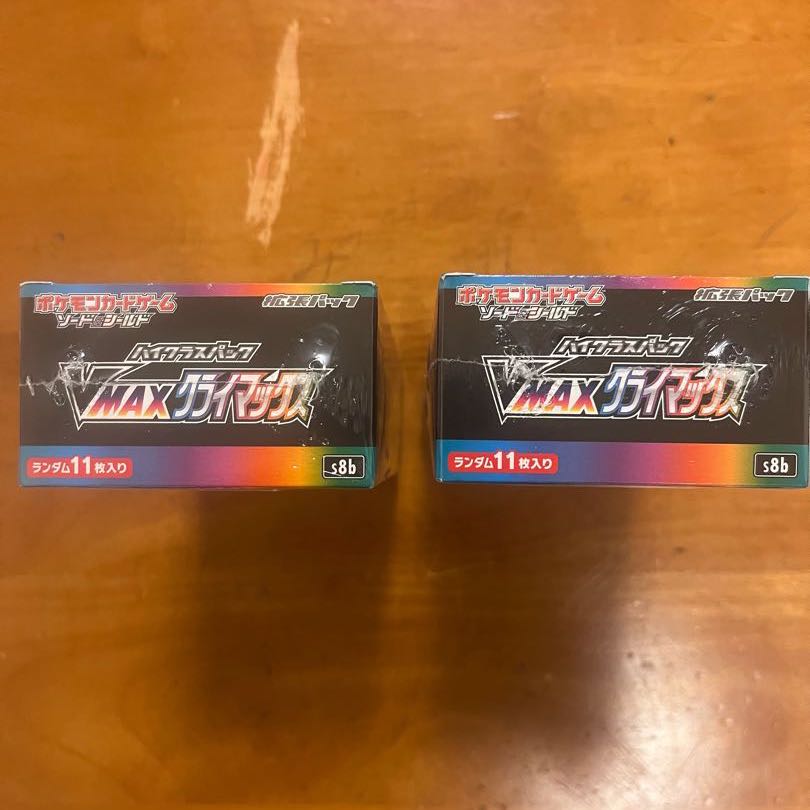 ポケモンカードゲーム 拡張パック
ソード&シールド
ハイクラスパック
VMAXクライマックス
ランダム11枚入り s8b
ポケモンカードゲーム 拡張パック
ソード&シールド
ハイクラスパック
VMAXクライマックス
ランダム11枚入り s8b